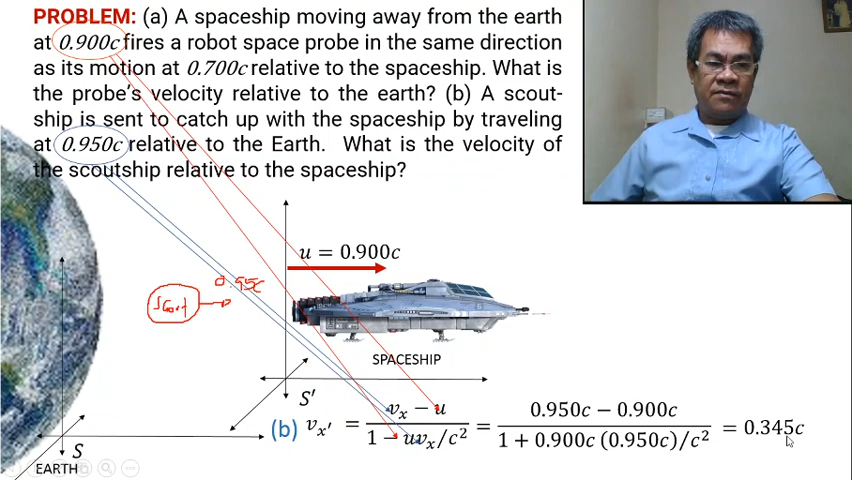 PROBLEM: (a) A spaceship moving away from the earth
at 0.900c fires a robot space probe in the same direction
as its motion at 0.700c relative to the spaceship. What is
the probe's velocity relative to the earth? (b) A scout-
ship is sent to catch up with the spaceship by traveling
at 0.950c relative to the Earth. What is the velocity of
the scoutship relative to the spaceship?
u = 0.900c
0.95c
Scout
SPACESHIP
S'
(b) vₓ′ = (vₓ − u)/(1 − uvₓ/c²) = (0.950c − 0.900c)/(1 + 0.900c (0.950c)/c²) = 0.345c
S
EARTH